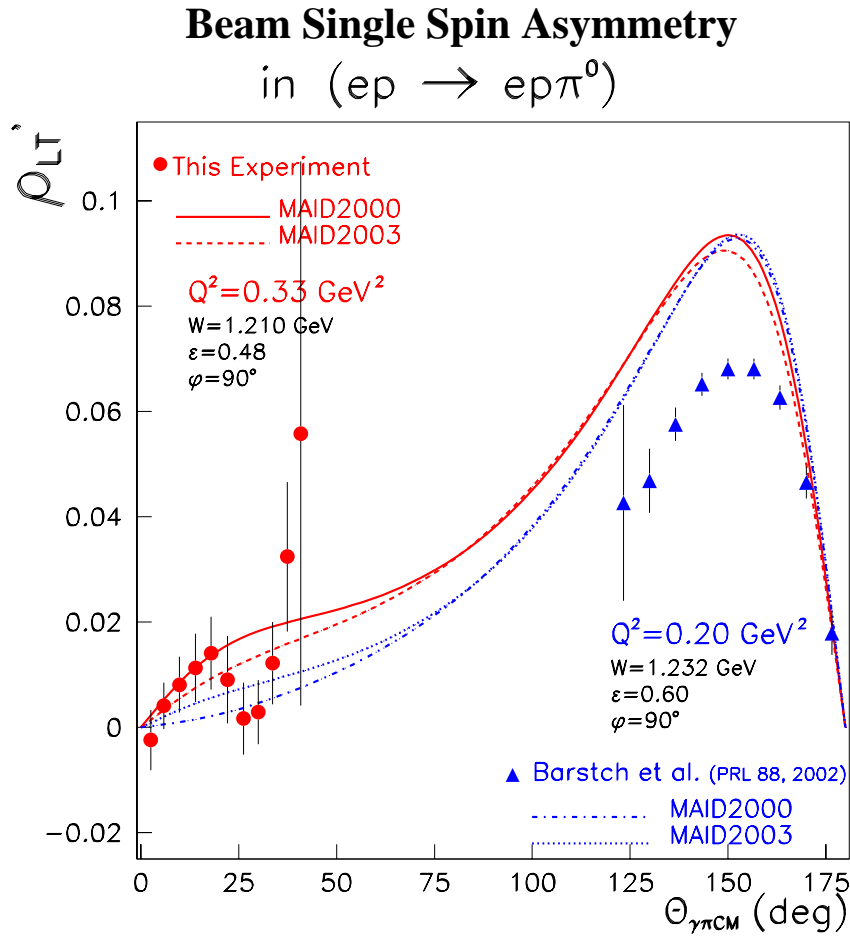 Beam Single Spin Asymmetry
in (ep → epπ⁰)
ρLT'
This Experiment
MAID2000
MAID2003
Q²=0.33 GeV²
W=1.210 GeV
ε=0.48
φ=90°
0.1
0.08
0.06
0.04
0.02
0
−0.02
Q²=0.20 GeV²
W=1.232 GeV
ε=0.60
φ=90°
Barstch et al. (PRL 88, 2002)
MAID2000
MAID2003
0 25 50 75 100 125 150 175
ΘγπCM (deg)